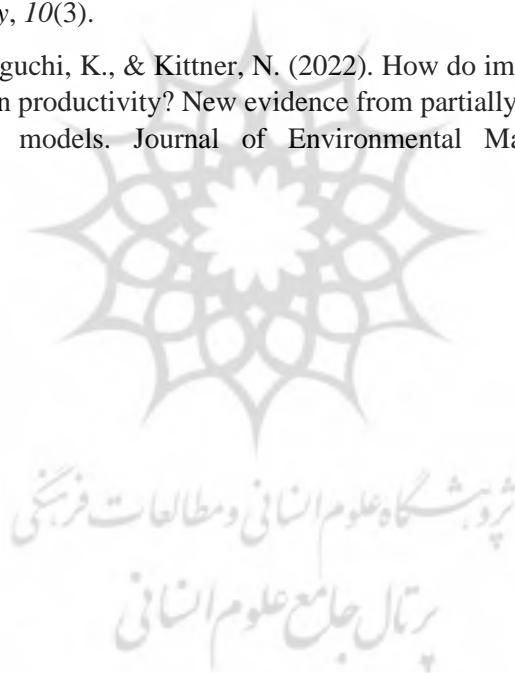 y, 10(3).
guchi, K., & Kittner, N. (2022). How do im
n productivity? New evidence from partially
models. Journal of Environmental Ma
پژوهشگاه علوم انسانی و مطالعات فرهنگی
پرتال جامع علوم انسانی